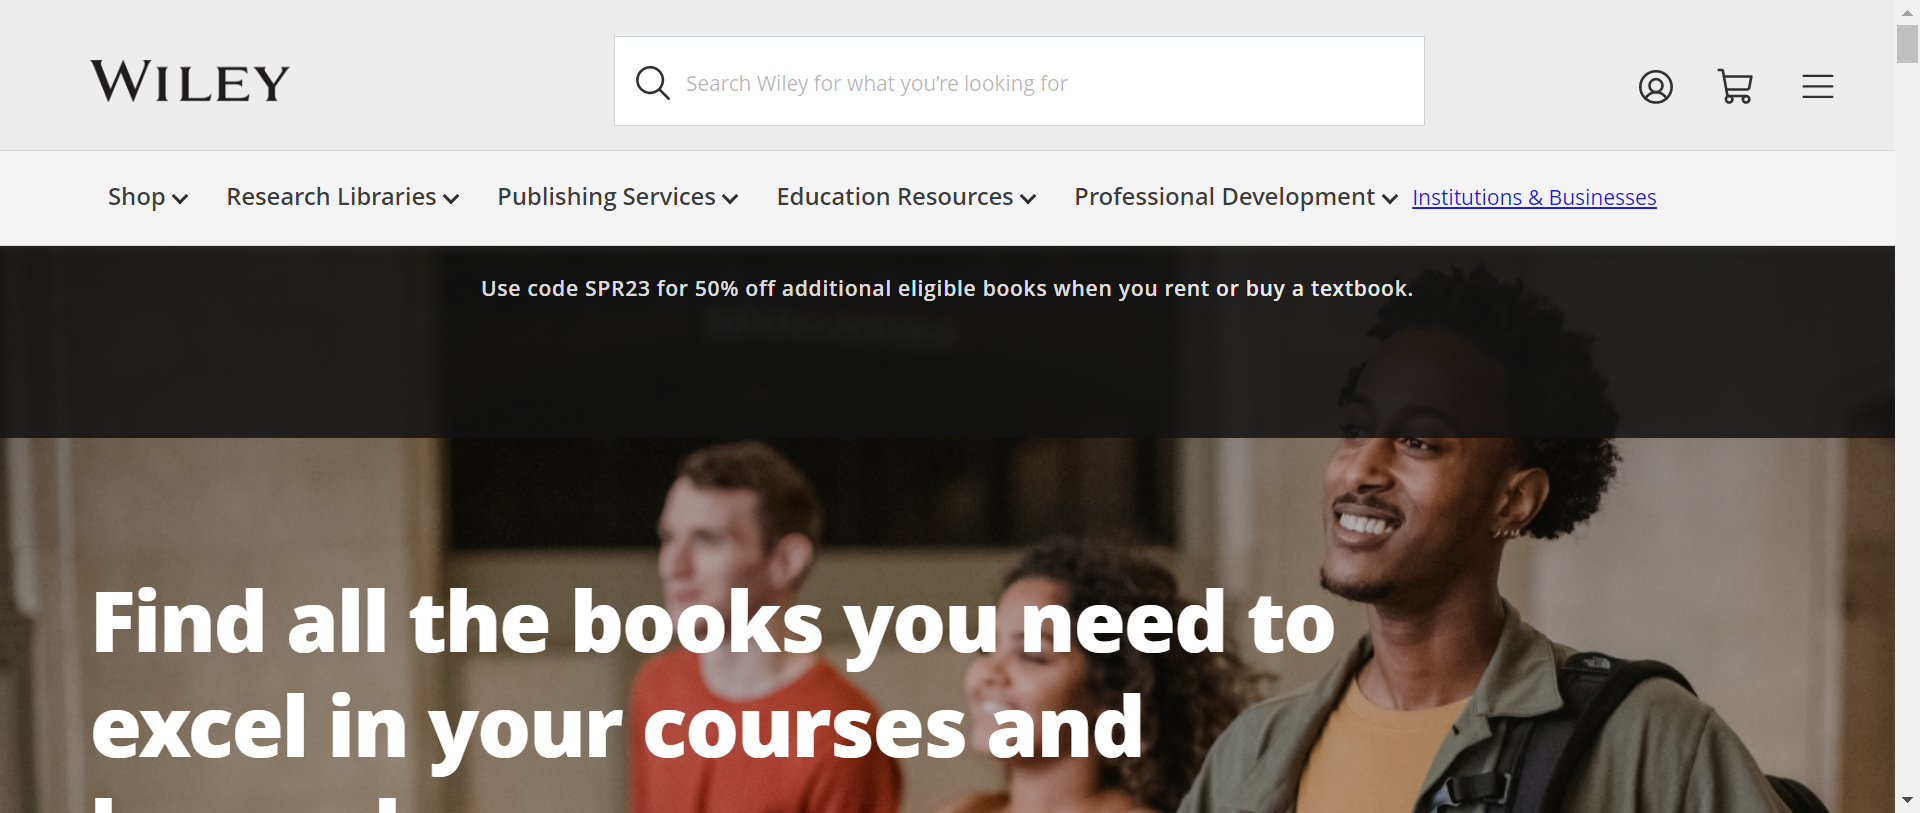 WILEY
Search Wiley for what you're looking for
Shop Research Libraries Publishing Services Education Resources Professional Development Institutions & Businesses
Use code SPR23 for 50% off additional eligible books when you rent or buy a textbook.
Find all the books you need to
excel in your courses and